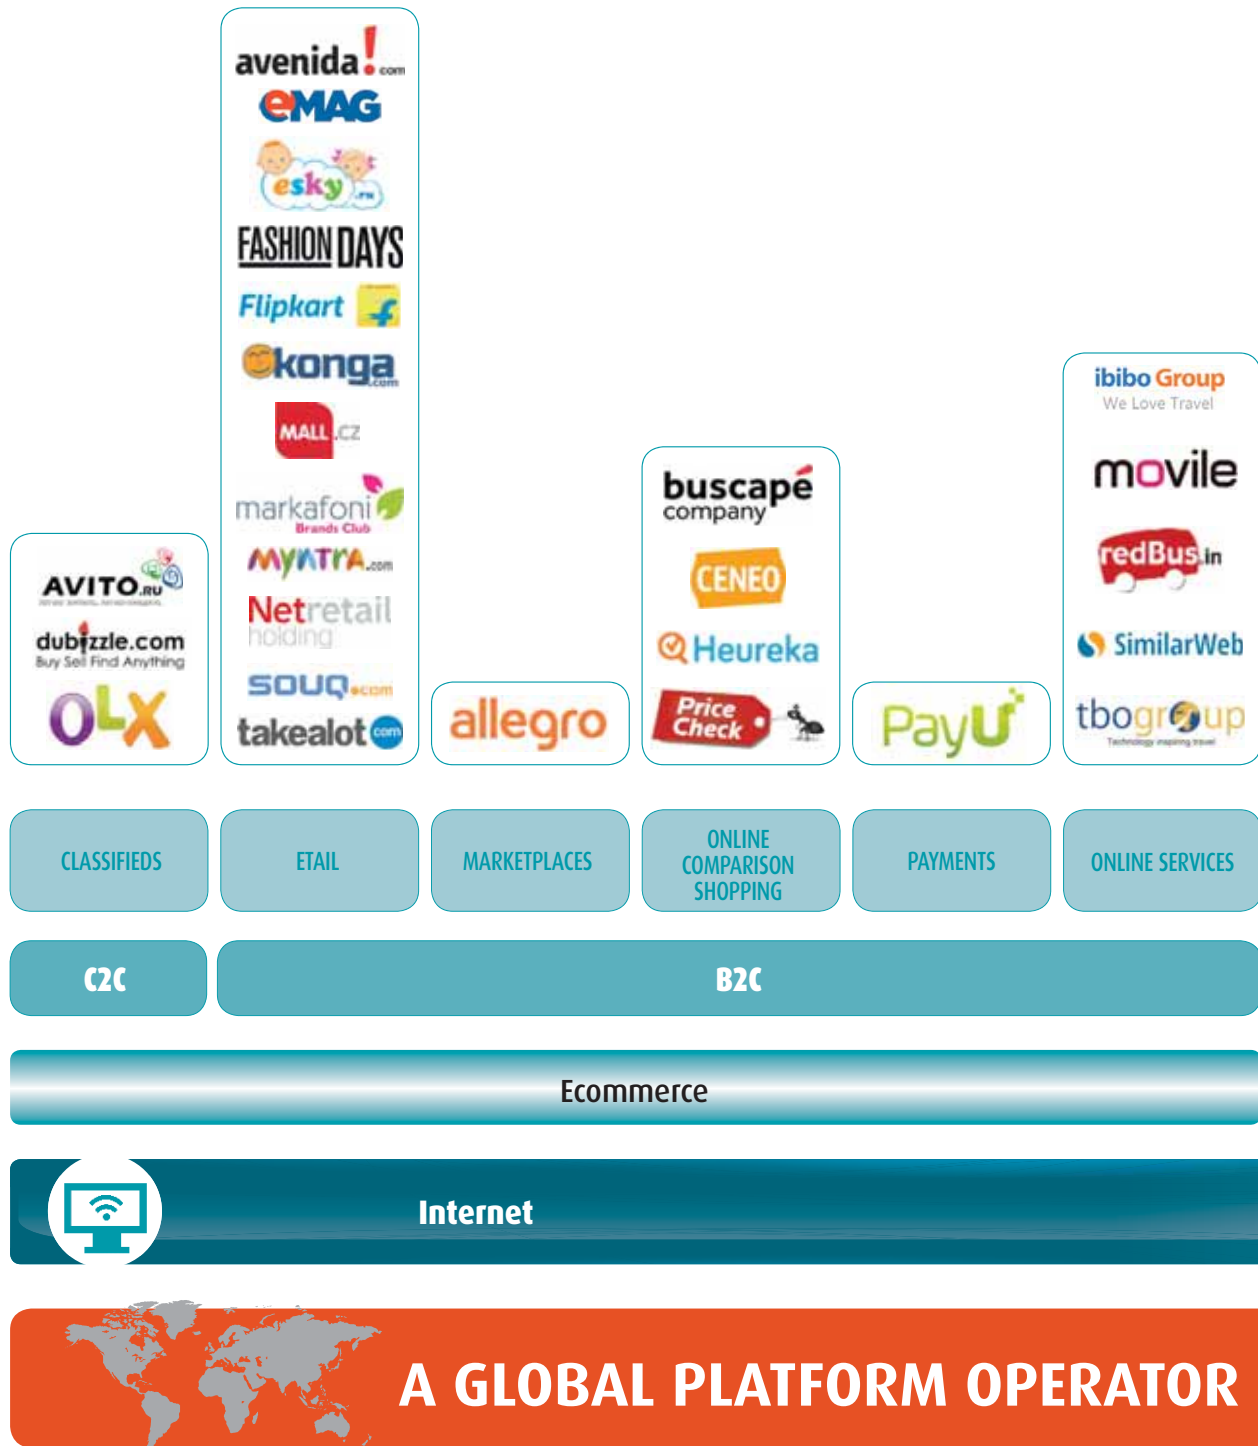 avenida!.com
eMAG
esky.ru
FASHION DAYS
Flipkart
konga.com
MALL.CZ
markafoni
Brands Club
Myntra.com
Netretail
holding
souq.com
takealot.com
AVITO.RU
dubizzle.com
Buy Sell Find Anything
OLX
allegro
buscapé
company
CENEO
Heureka
Price
Check
PayU
ibibo Group
We Love Travel
movile
redBus.in
SimilarWeb
tbogroup
Technology inspiring travel
CLASSIFIEDS
ETAIL
MARKETPLACES
ONLINE
COMPARISON
SHOPPING
PAYMENTS
ONLINE SERVICES
C2C
B2C
Ecommerce
Internet
A GLOBAL PLATFORM OPERATOR